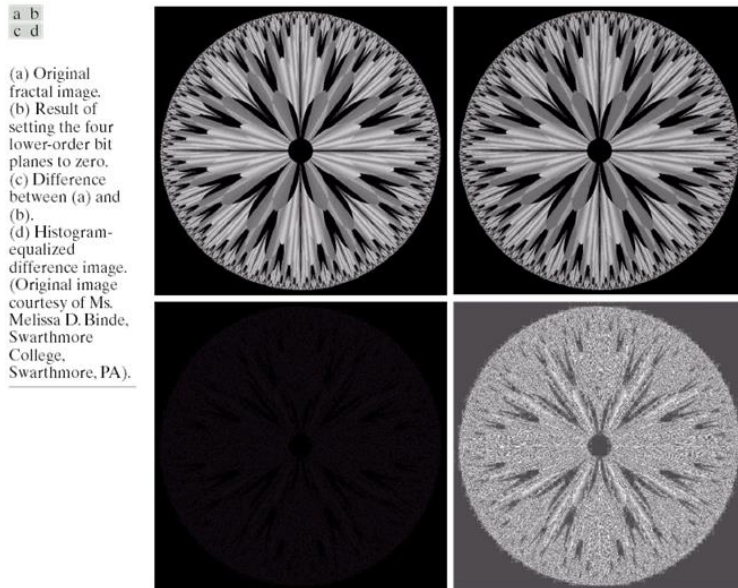 a b
c d
(a) Original
fractal image.
(b) Result of
setting the four
lower-order bit
planes to zero.
(c) Difference
between (a) and
(b).
(d) Histogram-
equalized
difference image.
(Original image
courtesy of Ms.
Melissa D. Binde,
Swarthmore
College,
Swarthmore, PA).